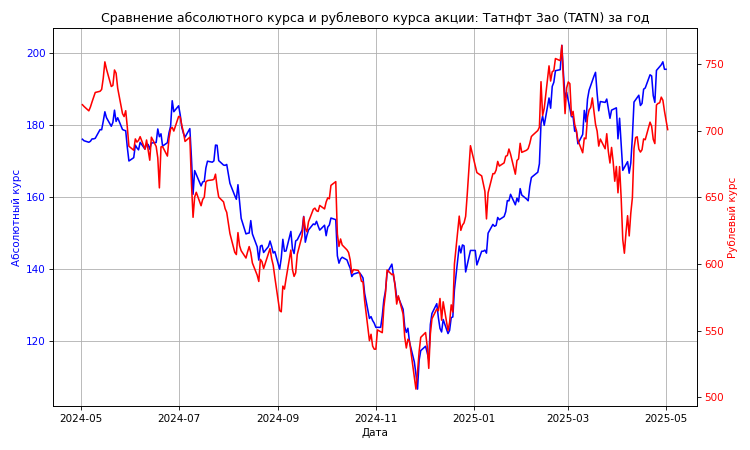 Сравнение абсолютного курса и рублевого курса акции: Татнфт 3ао (TATN) за год
200
180
160
140
120
Абсолютный курс
750
700
650
600
550
500
Рублевый курс
2024-05 2024-07 2024-09 2024-11 2025-01 2025-03 2025-05
Дата